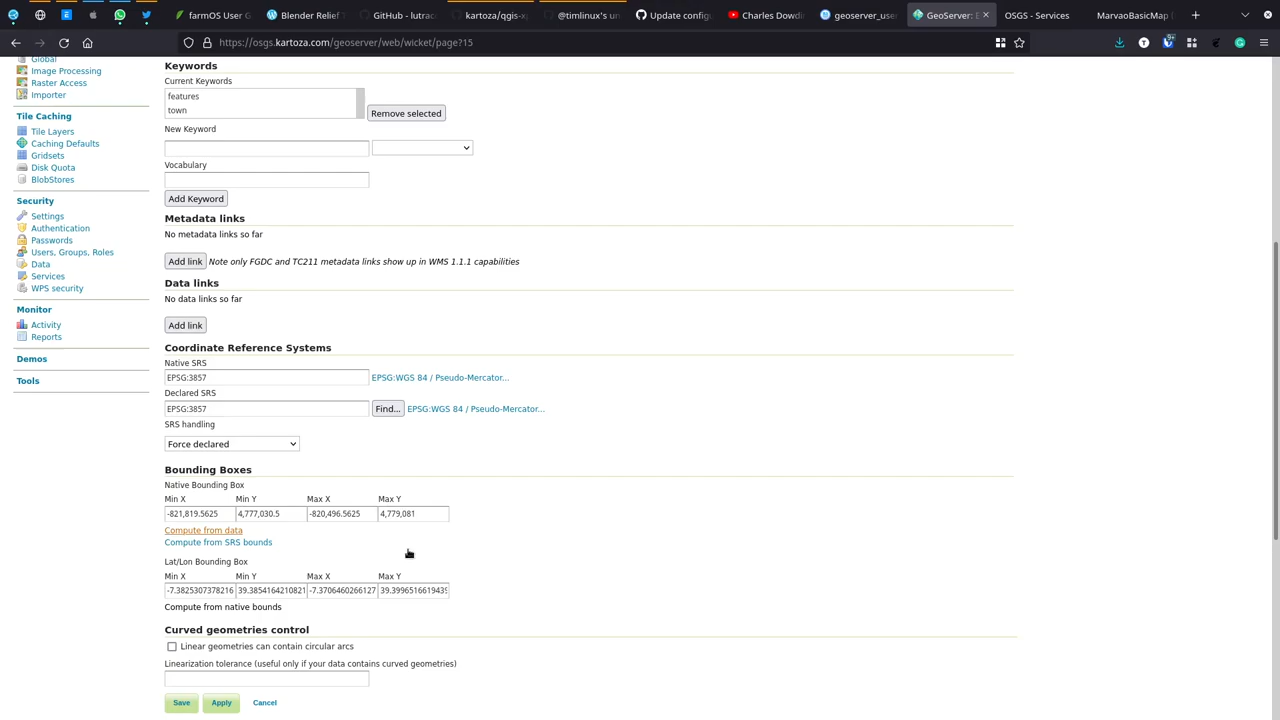 farmOS S
Blender Relief
GitHub - lutrac
kartoza/qgis-x
@timlinux's un
Update config
Charles Dowdi
geoserver_use
GeoServer: E
OSGS - Services
MarvaoBasicMap
https://osgs.kartoza.com/geoserver/web/wicket/page?15
Global
Image Processing
Raster Access
Importer
Tile Caching
Tile Layers
Caching Defaults
Gridsets
Disk Quota
BlobStores
Security
Settings
Authentication
Passwords
Users, Groups, Roles
Data
Services
WPS security
Monitor
Activity
Reports
Demos
Tools
Keywords
Current Keywords
features
town
Remove selected
New Keyword
Vocabulary
Add Keyword
Metadata links
No metadata links so far
Add link Note only FGDC and TC211 metadata links show up in WMS 1.1.1 capabilities
Data links
No data links so far
Add link
Coordinate Reference Systems
Native SRS
EPSG:3857 EPSG:WGS 84 / Pseudo-Mercator...
Declared SRS
EPSG:3857 Find... EPSG:WGS 84 / Pseudo-Mercator...
SRS handling
Force declared
Bounding Boxes
Native Bounding Box
Min X Min Y Max X Max Y
-821,819.5625 4,777,030.5 -820,496.5625 4,779,081
Compute from data
Compute from SRS bounds
Lat/Lon Bounding Box
Min X Min Y Max X Max Y
-7.3825307378216 39.3854164210821 -7.3706460266127 39.3996516619435
Compute from native bounds
Curved geometries control
Linear geometries can contain circular arcs
Linearization tolerance (useful only if your data contains curved geometries)
Save Apply Cancel